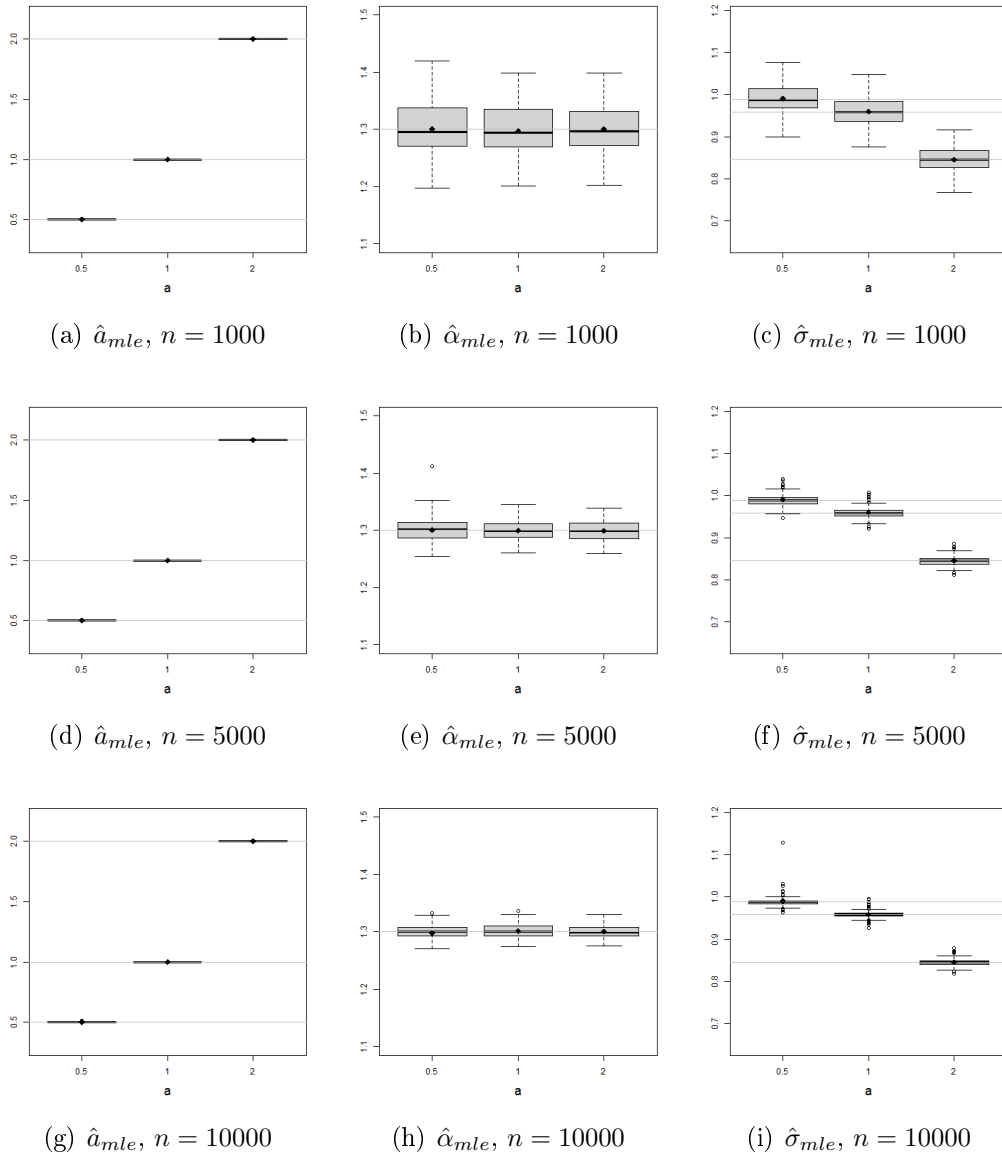 2.0
1.5
1.0
0.5
0.5 1 2
a
(a) â_mle, n = 1000
1.5
1.4
1.3
1.2
1.1
0.5 1 2
a
(b) α̂_mle, n = 1000
1.2
1.1
1.0
0.9
0.8
0.7
0.5 1 2
a
(c) σ̂_mle, n = 1000
2.0
1.5
1.0
0.5
0.5 1 2
a
(d) â_mle, n = 5000
1.5
1.4
1.3
1.2
1.1
0.5 1 2
a
(e) α̂_mle, n = 5000
1.2
1.1
1.0
0.9
0.8
0.7
0.5 1 2
a
(f) σ̂_mle, n = 5000
2.0
1.5
1.0
0.5
0.5 1 2
a
(g) â_mle, n = 10000
1.5
1.4
1.3
1.2
1.1
0.5 1 2
a
(h) α̂_mle, n = 10000
1.2
1.1
1.0
0.9
0.8
0.7
0.5 1 2
a
(i) σ̂_mle, n = 10000